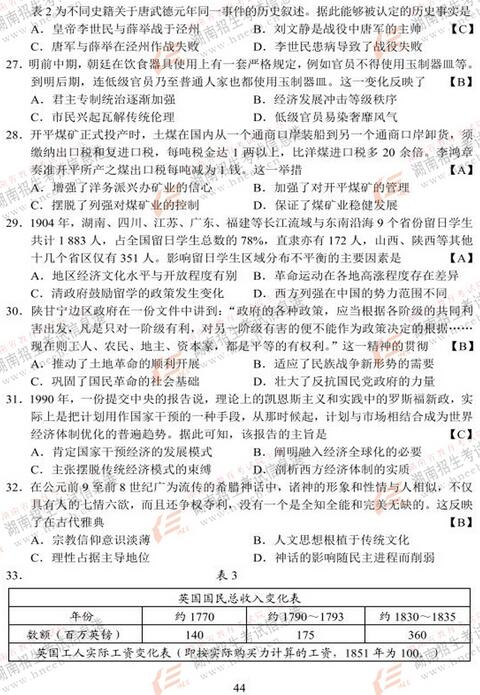 表 2 为不同史籍关于唐武德元年同一事件的历史叙述。据此能够被认定的历史事实是
A．皇帝李世民与薛举战于泾州 B．刘文静是战役中唐军的主帅 【C】
C．唐军与薛举在泾州作战失败 D．李世民患病导致了战役失败
27．明前中期，朝廷在饮食器具使用上有一套严格规定，例如官员不得使用玉制器皿等。
到明后期，连低级官员乃至普通人家也都使用玉制器皿。这一变化反映了 【B】
A．君主专制统治逐渐加强 B．经济发展冲击等级秩序
C．市民兴起瓦解传统伦理 D．低级官员易染奢靡风气
28．开平煤矿正式投产时，土煤在国内从一个通商口岸装船到另一个通商口岸卸货，须
缴纳出口税和复进口税，每吨税金达 1 两以上，比洋煤进口税多 20 余倍。李鸿章
奏准开平所产之煤出口税每吨减为 1 钱。这一举措 【A】
A．增强了洋务派兴办矿业的信心 B．加强了对开平煤矿的管理
C．摆脱了列强对煤矿业的控制 D．保证了煤矿业稳健发展
29．1904 年，湖南、四川、江苏、广东、福建等长江流域与东南沿海 9 个省份留日学生
共计 1 883 人，占全国留日学生总数的 78%，直隶亦有 172 人，山西、陕西等其他
十几个省区仅有 351 人。影响留日学生区域分布不平衡的主要因素是 【A】
A．地区经济文化水平与开放程度有别 B．革命运动在各地高涨程度存在差异
C．清政府鼓励留学的政策发生变化 D．西方列强在中国的势力范围不同
30．陕甘宁边区政府在一份文件中讲到：“政府的各种政策，应当根据各阶级的共同利
害出发，凡是只对一阶级有利，对另一阶级有害的便不能作为政策决定的根据……
现在则工人、农民、地主、资本家，都是平等的有权利。”这一精神的贯彻 【B】
A．推动了土地革命的顺利开展 B．适应了民族战争新形势的需要
C．巩固了国民革命的社会基础 D．壮大了反抗国民党政府的力量
31．1990 年，一份提交中央的报告说，理论上的凯恩斯主义和实践中的罗斯福新政，实
际上是把计划用作国家干预的一种手段，从那时候起，计划与市场相结合成为世界
经济体制优化的普遍趋势。据此可知，该报告的主旨是 【C】
A．肯定国家干预经济的发展模式 B．阐明融入经济全球化的必要
C．主张摆脱传统经济模式的束缚 D．剖析西方经济体制的实质
32．在公元前 9 至前 8 世纪广为流传的希腊神话中，诸神的形象和性情与人相似，不仅
具有人的七情六欲，而且还争权夺利，没有一个是全知全能和完美无缺的。这反映
了在古代雅典 【B】
A．宗教信仰意识淡薄 B．人文思想根植于传统文化
C．理性占据主导地位 D．神话的影响随民主进程而削弱
33． 表 3
英国国民总收入变化表
年份 约 1770 约 1790~1793 约 1830~1835
数额（百万英镑） 140 175 360
英国工人实际工资变化表（即按实际购买力计算的工资，1851 年为 100。）
44